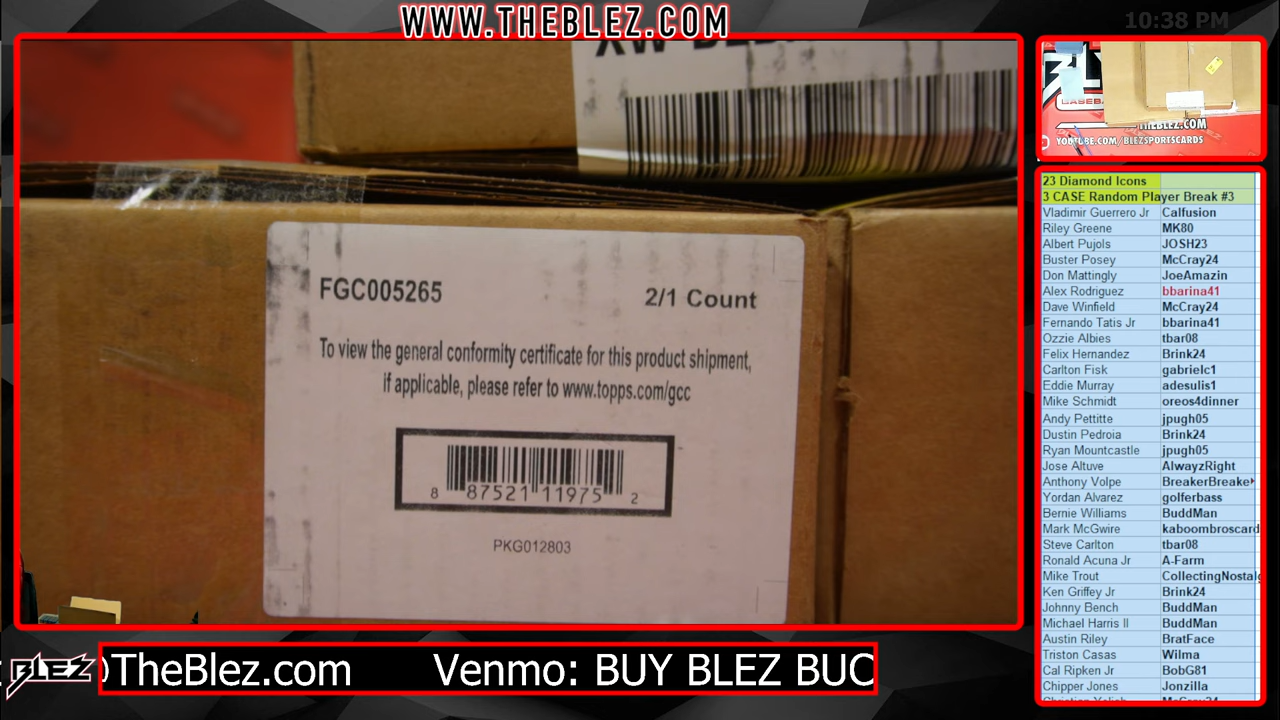 WWW.THEBLEZ.COM
10:38 PM
FGC005265
2/1 Count
To view the general conformity certificate for this product shipment,
if applicable, please refer to www.topps.com/gcc
8 87521 11975 2
PKG012803
THEBLEZ.COM
YOUTUBE.COM/BLEZSPORTSCARDS
23 Diamond Icons
3 CASE Random Player Break #3
Vladimir Guerrero Jr Calfusion
Riley Greene MK80
Albert Pujols JOSH23
Buster Posey McCray24
Don Mattingly JoeAmazin
Alex Rodriguez bbarina41
Dave Winfield McCray24
Fernando Tatis Jr bbarina41
Ozzie Albies tbar08
Felix Hernandez Brink24
Carlton Fisk gabrielc1
Eddie Murray adesulis1
Mike Schmidt oreos4dinner
Andy Pettitte jpugh05
Dustin Pedroia Brink24
Ryan Mountcastle jpugh05
Jose Altuve AlwayzRight
Anthony Volpe BreakerBreake
Yordan Alvarez golferbass
Bernie Williams BuddMan
Mark McGwire kaboombroscard
Steve Carlton tbar08
Ronald Acuna Jr A-Farm
Mike Trout CollectingNostalg
Ken Griffey Jr Brink24
Johnny Bench BuddMan
Michael Harris II BuddMan
Austin Riley BratFace
Triston Casas Wilma
Cal Ripken Jr BobG81
Chipper Jones Jonzilla
Christian Yelich McCray24
BLEZ
@TheBlez.com Venmo: BUY BLEZ BUC